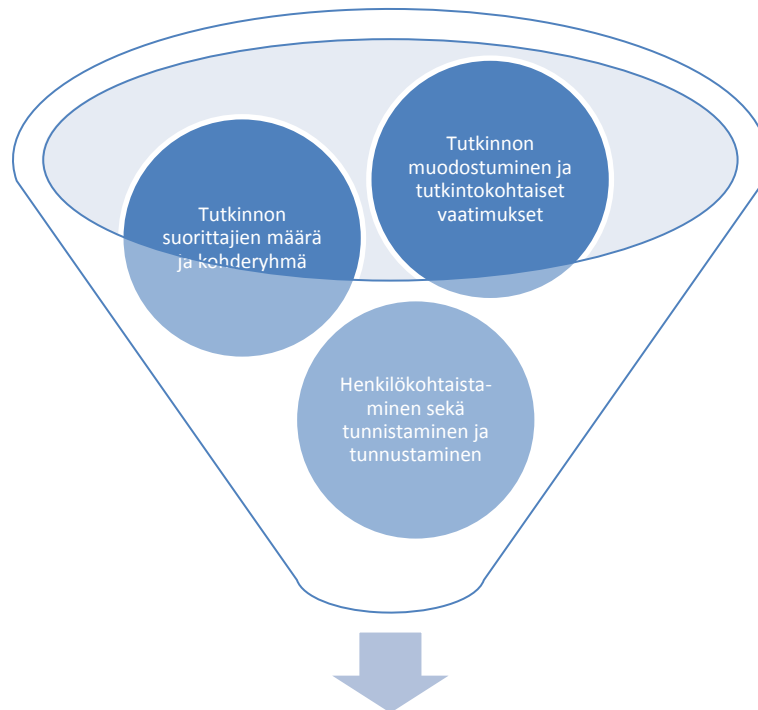 Tutkinnon
muodostuminen ja
tutkintokohtaiset
vaatimukset
Tutkinnon
suorittajien määrä
ja kohderyhmä
Henkilökohtaista-
minen sekä
tunnistaminen ja
tunnustaminen